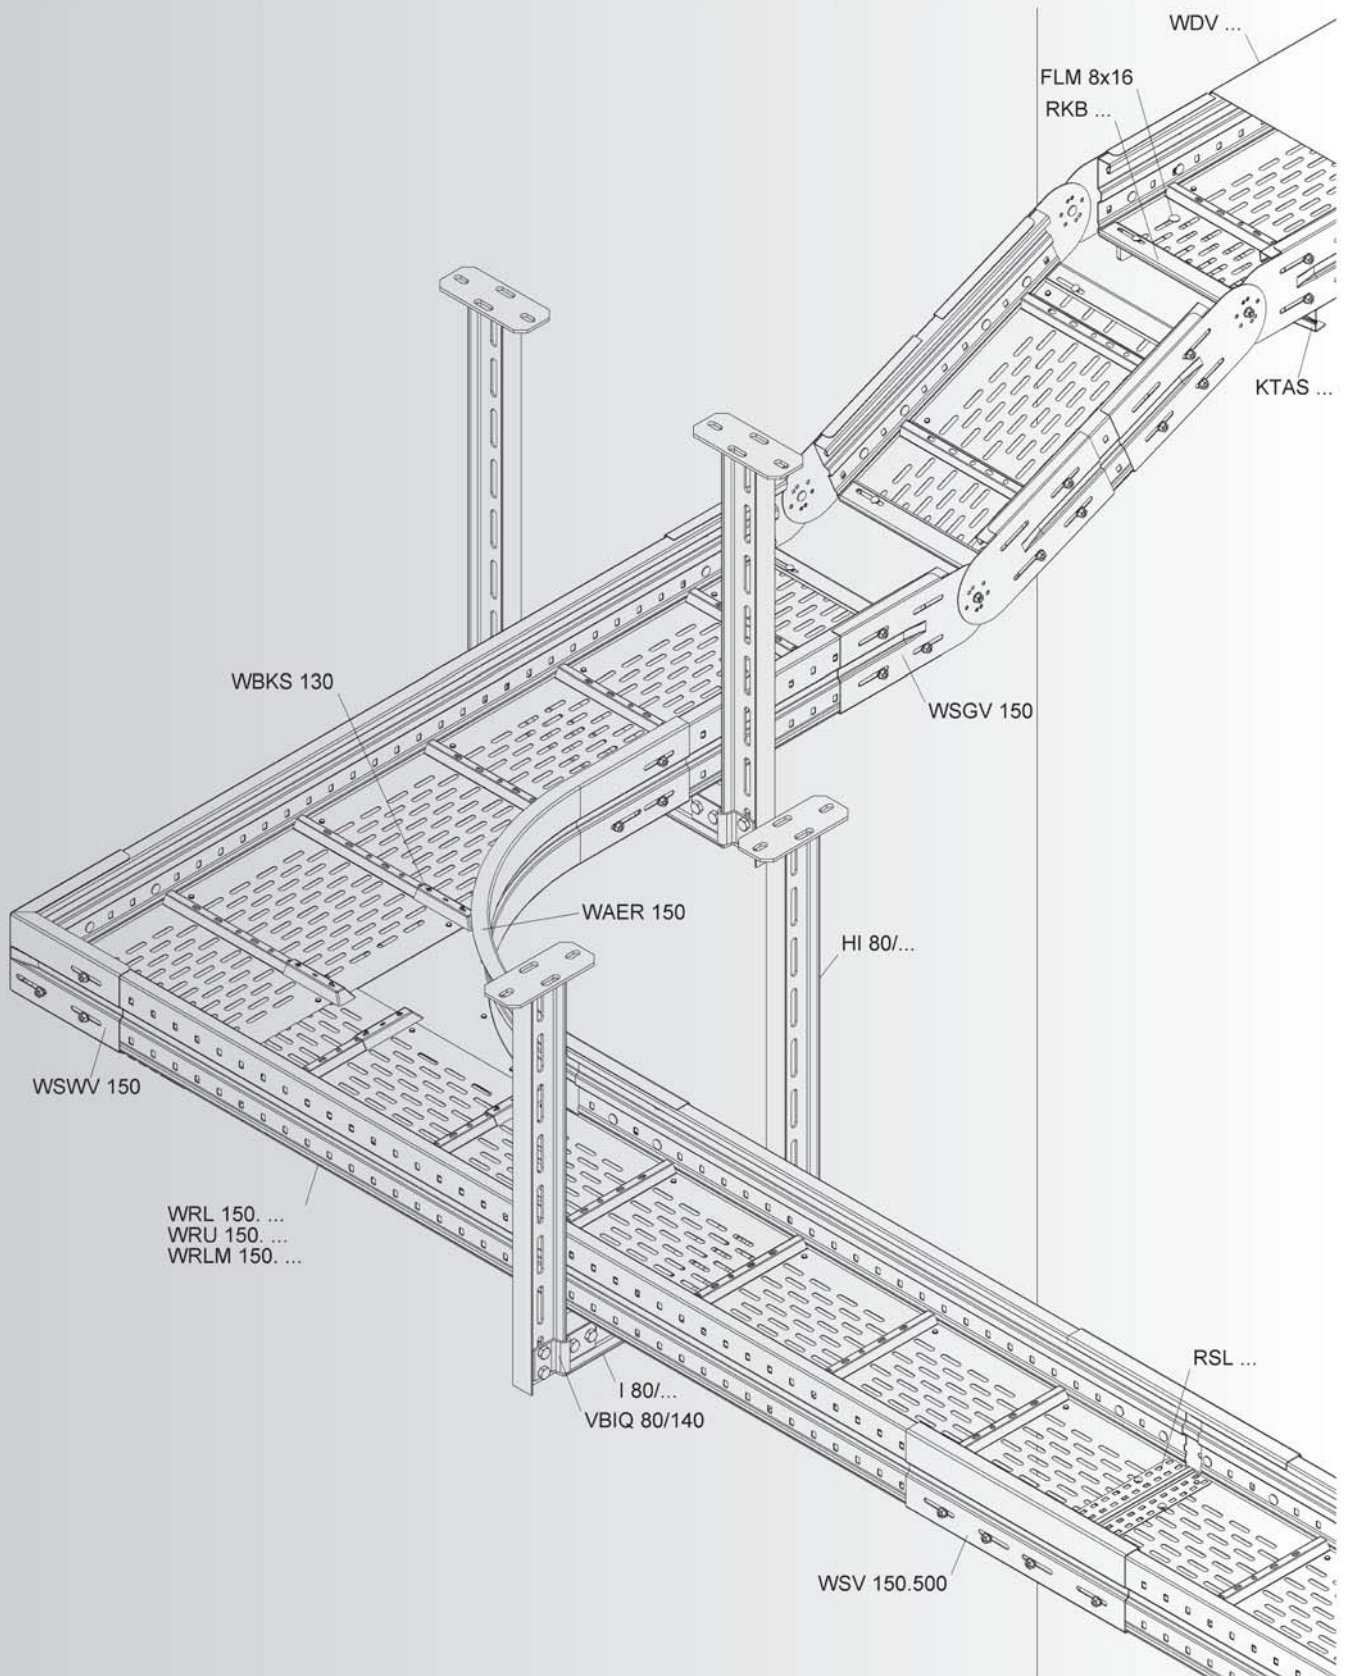 WDV ...
FLM 8x16
RKB ...
KTAS ...
WBKS 130
WSGV 150
WAER 150
HI 80/...
WSWV 150
WRL 150. ...
WRU 150. ...
WRLM 150. ...
RSL ...
I 80/...
VBIQ 80/140
WSV 150.500